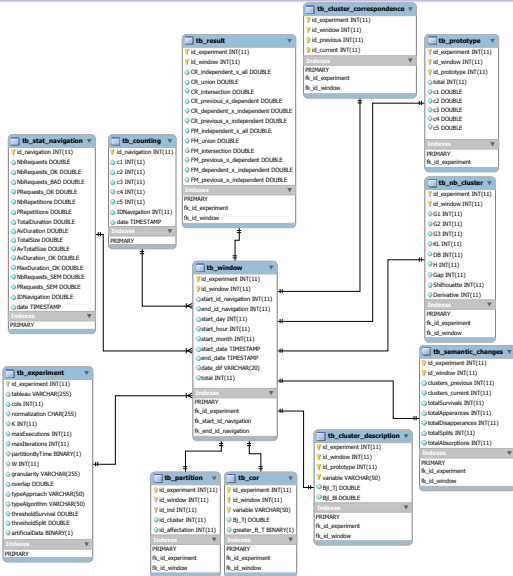 tb_cluster_correspondence
id_experiment INT(11)
id_window INT(11)
id_previous INT(11)
id_current INT(11)
Indexes
PRIMARY
fk_id_experiment
fk_id_window
tb_result
id_experiment INT(11)
id_window INT(11)
CR_independent_x_all DOUBLE
CR_union DOUBLE
CR_intersection DOUBLE
CR_previous_x_dependent DOUBLE
CR_dependent_x_independent DOUBLE
CR_previous_x_independent DOUBLE
FM_independent_x_all DOUBLE
FM_union DOUBLE
FM_intersection DOUBLE
FM_previous_x_dependent DOUBLE
FM_dependent_x_independent DOUBLE
FM_previous_x_independent DOUBLE
Indexes
PRIMARY
fk_id_experiment
fk_id_window
tb_prototype
id_experiment INT(11)
id_window INT(11)
id_prototype INT(11)
total INT(11)
c1 DOUBLE
c2 DOUBLE
c3 DOUBLE
c4 DOUBLE
c5 DOUBLE
Indexes
PRIMARY
fk_id_experiment
tb_stat_navigation
id_navigation INT(11)
NbRequests DOUBLE
NbRequests_OK DOUBLE
NbRequests_BAD DOUBLE
PRequests_OK DOUBLE
NbRepetitions DOUBLE
PRepetitions DOUBLE
TotalDuration DOUBLE
AvDuration DOUBLE
TotalSize DOUBLE
AvTotalSize DOUBLE
AvDuration_OK DOUBLE
MaxDuration_OK DOUBLE
NbRequests_SEM DOUBLE
PRequests_SEM DOUBLE
IDNavigation DOUBLE
date TIMESTAMP
Indexes
PRIMARY
tb_counting
id_navigation INT(11)
c1 INT(11)
c2 INT(11)
c3 INT(11)
c4 INT(11)
c5 INT(11)
IDNavigation INT(11)
date TIMESTAMP
Indexes
PRIMARY
tb_nb_cluster
id_experiment INT(11)
id_window INT(11)
G1 INT(11)
G2 INT(11)
G3 INT(11)
KL INT(11)
DB INT(11)
H INT(11)
Gap INT(11)
Shilhouette INT(11)
Derivative INT(11)
Indexes
PRIMARY
fk_id_experiment
fk_id_window
tb_window
id_experiment INT(11)
id_window INT(11)
start_id_navigation INT(11)
end_id_navigation INT(11)
start_day INT(11)
start_hour INT(11)
start_month INT(11)
start_date TIMESTAMP
end_date TIMESTAMP
date_dif VARCHAR(20)
total INT(11)
Indexes
PRIMARY
fk_id_experiment
fk_start_id_navigation
fk_end_id_navigation
tb_semantic_changes
id_experiment INT(11)
id_window INT(11)
clusters_previous INT(11)
clusters_current INT(11)
totalSurvivals INT(11)
totalApperances INT(11)
totalDisapperances INT(11)
totalSplits INT(11)
totalAbsorptions INT(11)
Indexes
PRIMARY
fk_id_experiment
fk_id_window
tb_experiment
id_experiment INT(11)
tableau VARCHAR(255)
cols INT(11)
normalization CHAR(255)
K INT(11)
maxExecutions INT(11)
maxIterations INT(11)
partitionByTime BINARY(1)
W INT(11)
granularity VARCHAR(255)
overlap DOUBLE
typeApproach VARCHAR(50)
typeAlgorithm VARCHAR(50)
thresholdSurvival DOUBLE
thresholdSplit DOUBLE
artificialData BINARY(1)
Indexes
PRIMARY
tb_cluster_description
id_experiment INT(11)
id_window INT(11)
id_prototype INT(11)
variable VARCHAR(50)
BJ_TJ DOUBLE
BJ_BI DOUBLE
Indexes
PRIMARY
fk_id_experiment
fk_id_window
tb_partition
id_experiment INT(11)
id_window INT(11)
id_ind INT(11)
id_cluster INT(11)
id_affectation INT(11)
Indexes
PRIMARY
fk_id_experiment
fk_id_window
tb_cor
id_experiment INT(11)
id_window INT(11)
variable VARCHAR(50)
BJ_TJ DOUBLE
greater_B_T BINARY(1)
Indexes
PRIMARY
fk_id_experiment
fk_id_window